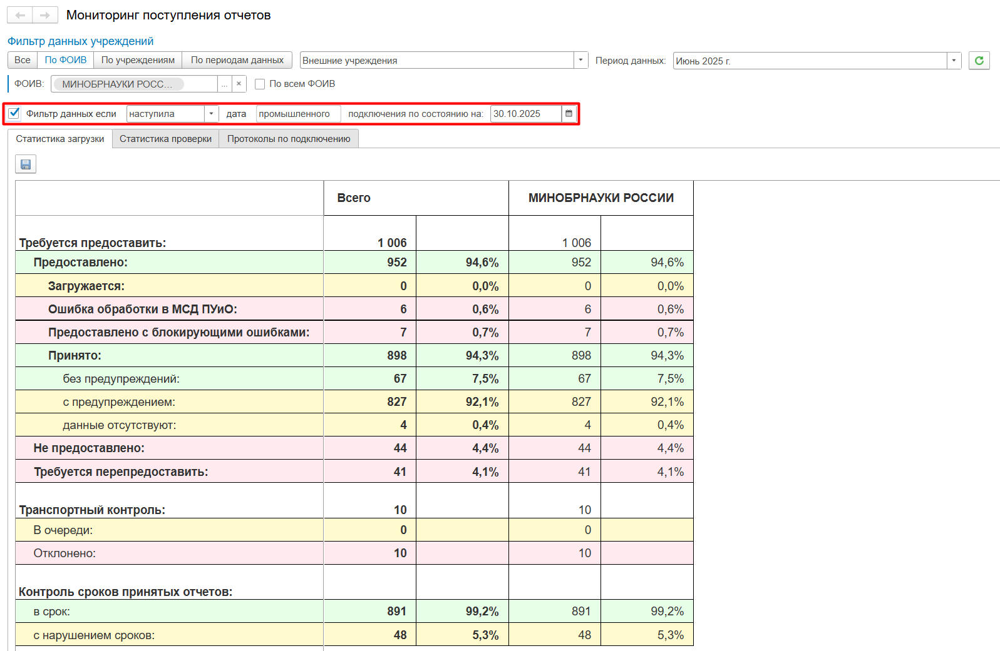 Мониторинг поступления отчетов
Фильтр данных учреждений
Все По ФОИВ По учреждениям По периодам данных Внешние учреждения Период данных: Июнь 2025 г.
ФОИВ: МИНОБРНАУКИ РОСС... ... × По всем ФОИВ
Фильтр данных если наступила дата промышленного подключения по состоянию на: 30.10.2025
Статистика загрузки Статистика проверки Протоколы по подключению
Всего МИНОБРНАУКИ РОССИИ
Требуется предоставить: 1 006 1 006
Предоставлено: 952 94,6% 952 94,6%
Загружается: 0 0,0% 0 0,0%
Ошибка обработки в МСД ПУиО: 6 0,6% 6 0,6%
Предоставлено с блокирующими ошибками: 7 0,7% 7 0,7%
Принято: 898 94,3% 898 94,3%
без предупреждений: 67 7,5% 67 7,5%
с предупреждением: 827 92,1% 827 92,1%
данные отсутствуют: 4 0,4% 4 0,4%
Не предоставлено: 44 4,4% 44 4,4%
Требуется перепредоставить: 41 4,1% 41 4,1%
Транспортный контроль: 10 10
В очереди: 0 0
Отклонено: 10 10
Контроль сроков принятых отчетов:
в срок: 891 99,2% 891 99,2%
с нарушением сроков: 48 5,3% 48 5,3%